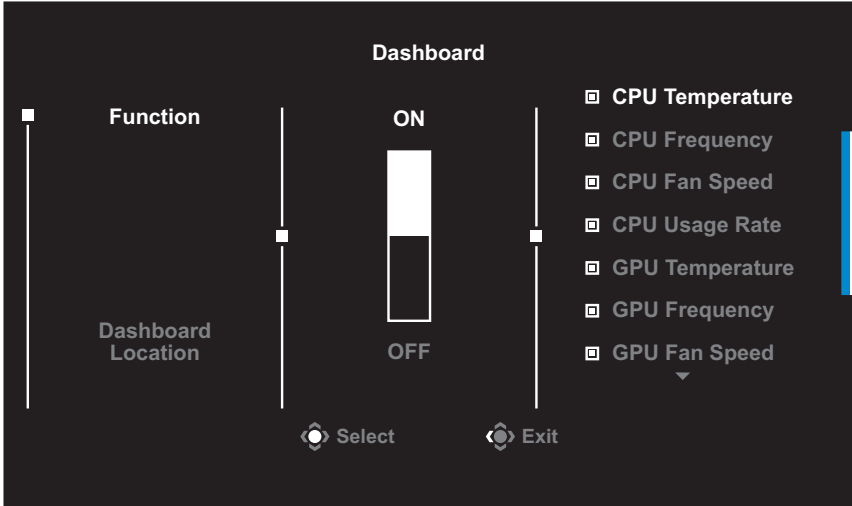 Dashboard
Function
Dashboard
Location
ON
OFF
CPU Temperature
CPU Frequency
CPU Fan Speed
CPU Usage Rate
GPU Temperature
GPU Frequency
GPU Fan Speed
Select
Exit